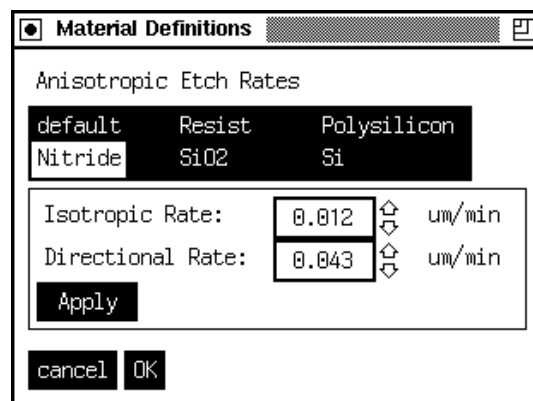 Material Definitions
Anisotropic Etch Rates
default Resist Polysilicon
Nitride SiO2 Si
Isotropic Rate: 0.012 um/min
Directional Rate: 0.043 um/min
Apply
cancel OK